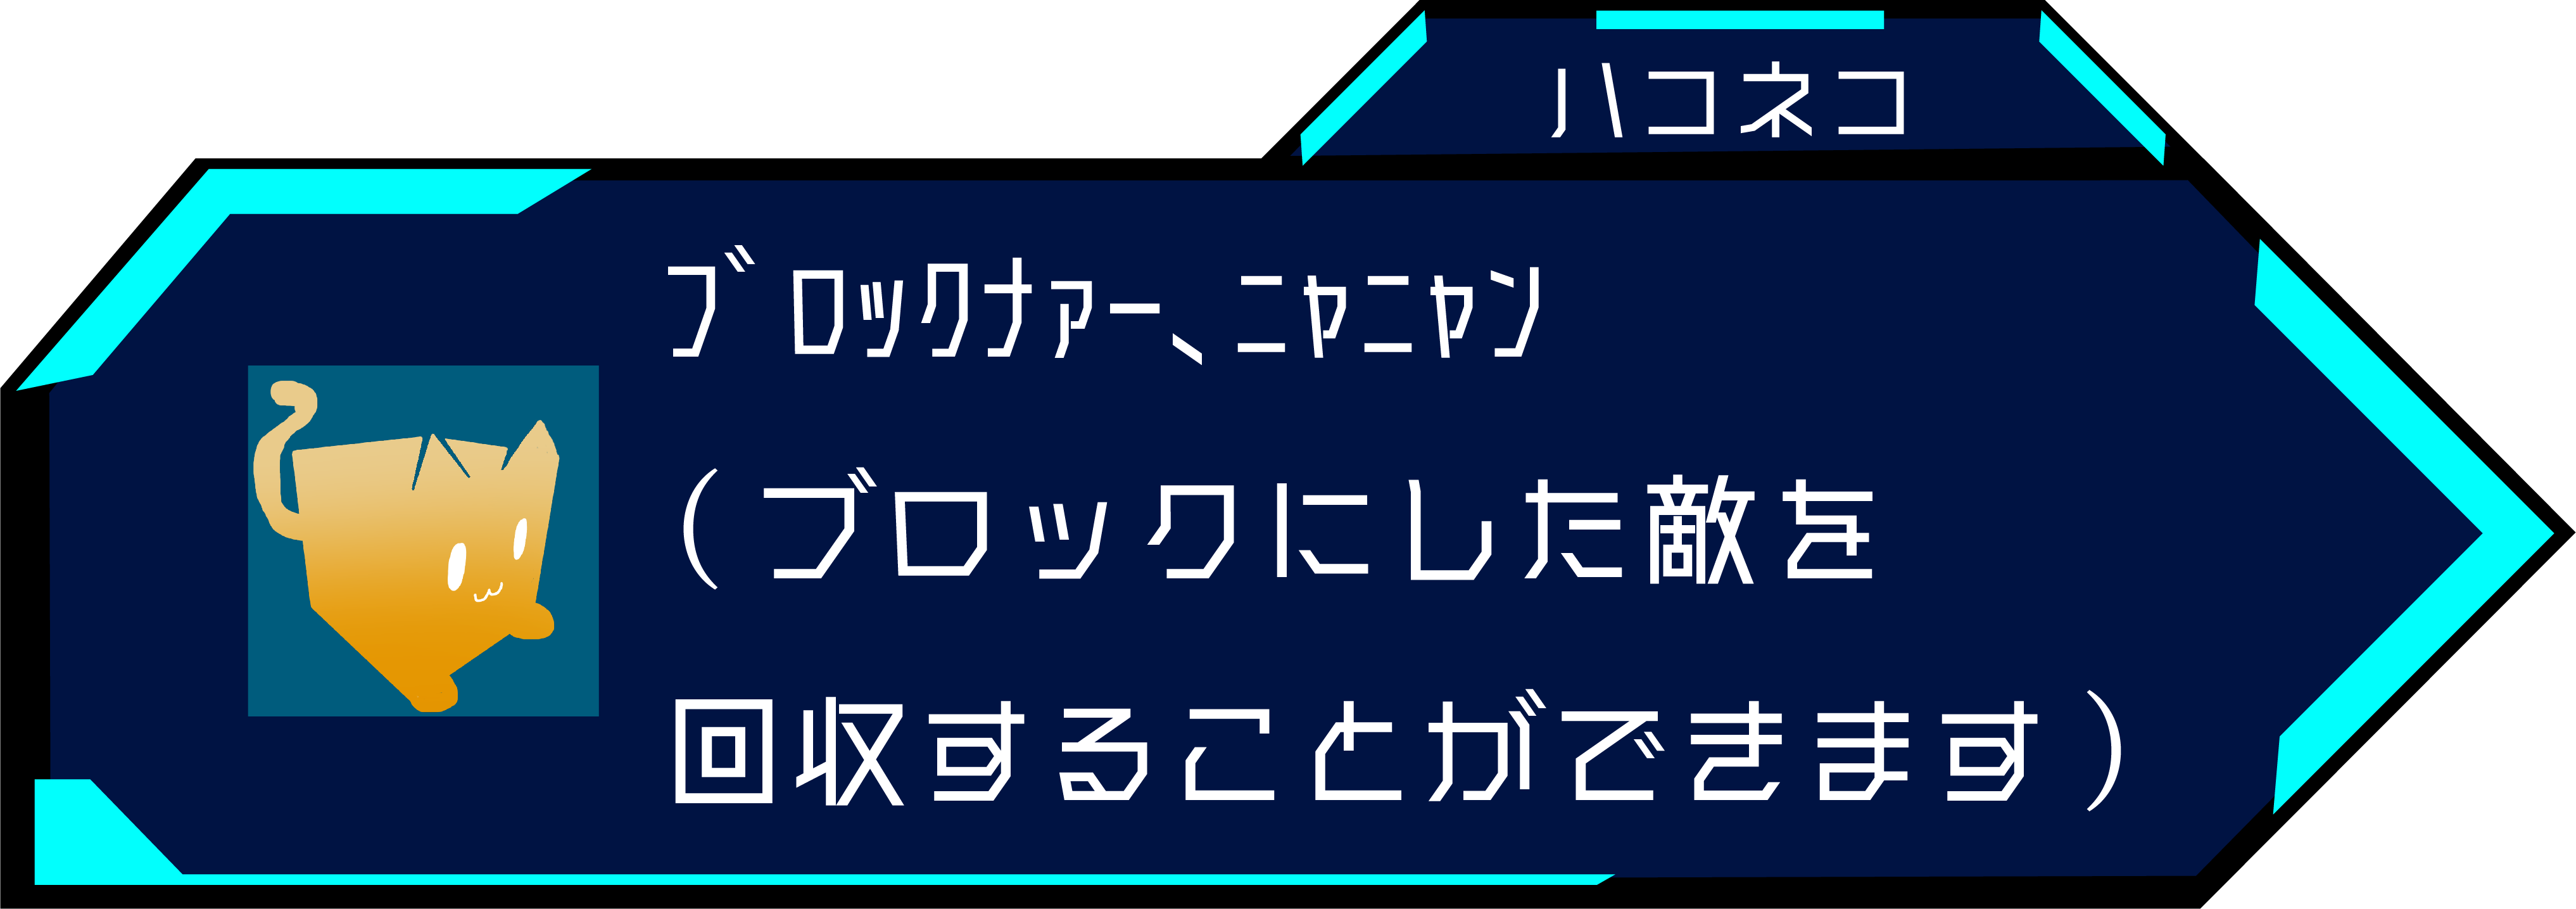 ハコネコ
ﾌﾞﾛｯｸﾅｧｰ､ﾆｬﾆｬﾝ
（ブロックにした敵を
回収することができます）